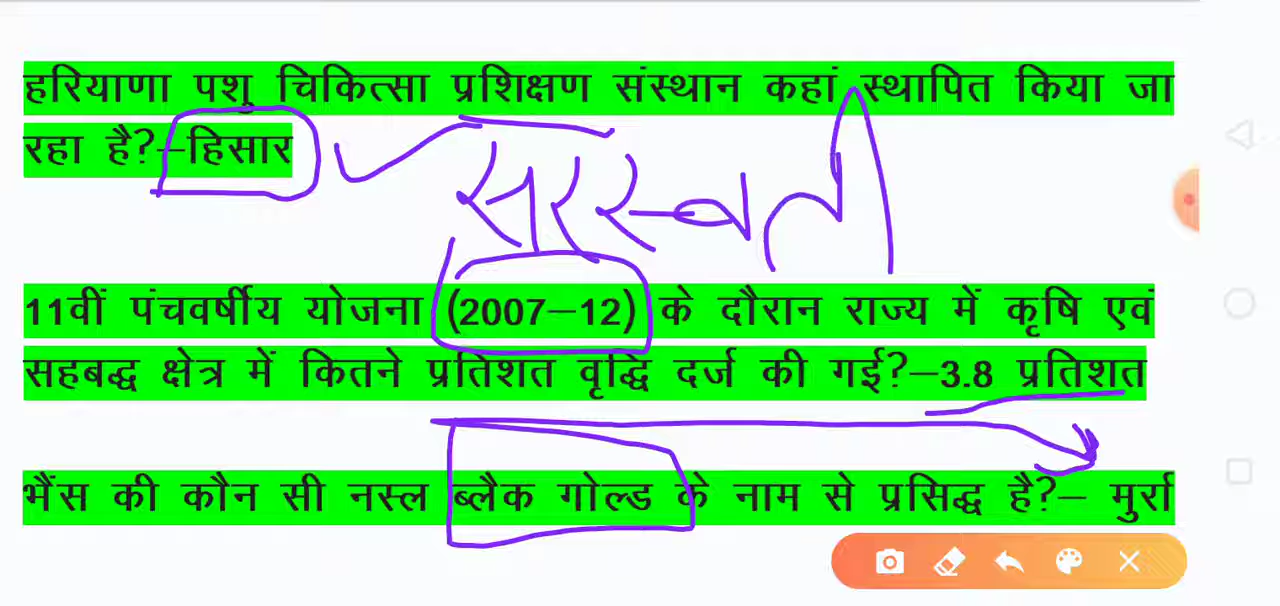 हरियाणा पशु चिकित्सा प्रशिक्षण संस्थान कहां स्थापित किया जा
रहा है?–हिसार
सरस्वती
11वीं पंचवर्षीय योजना (2007–12) के दौरान राज्य में कृषि एवं
सहबद्ध क्षेत्र में कितने प्रतिशत वृद्धि दर्ज की गई?–3.8 प्रतिशत
भैंस की कौन सी नस्ल ब्लैक गोल्ड के नाम से प्रसिद्ध है?– मुर्रा